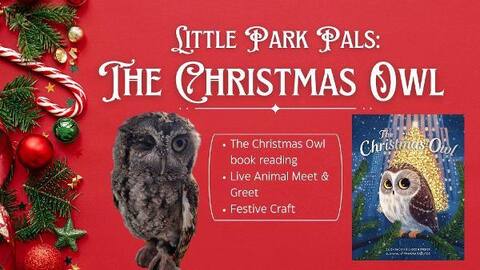 Little Park Pals:
The Christmas Owl
• The Christmas Owl
book reading
• Live Animal Meet &
Greet
• Festive Craft
The
Christmas Owl